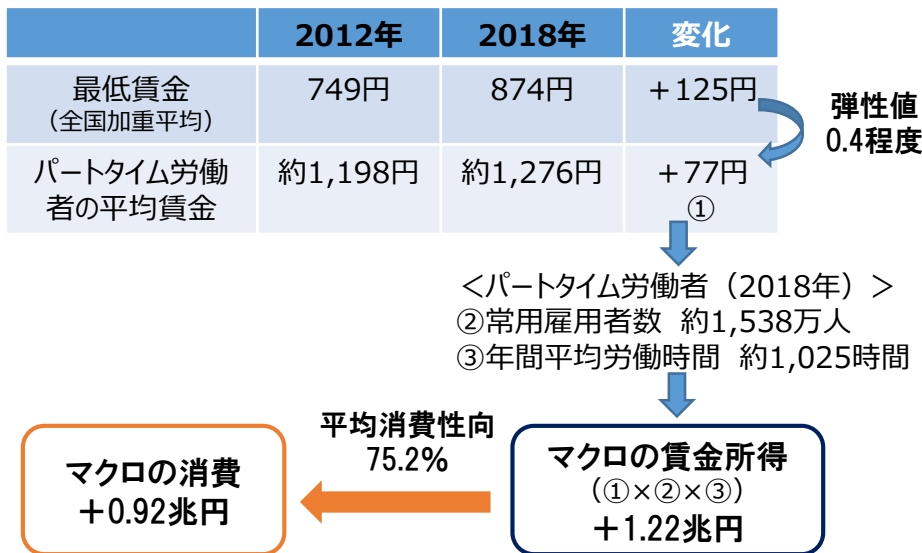 2012年 2018年 変化
最低賃金
（全国加重平均）
749円 874円 ＋125円
弾性値
0.4程度
パートタイム労働
者の平均賃金
約1,198円 約1,276円 ＋77円
①
＜パートタイム労働者（2018年）＞
②常用雇用者数 約1,538万人
③年間平均労働時間 約1,025時間
平均消費性向
75.2%
マクロの消費
＋0.92兆円
マクロの賃金所得
（①×②×③）
＋1.22兆円